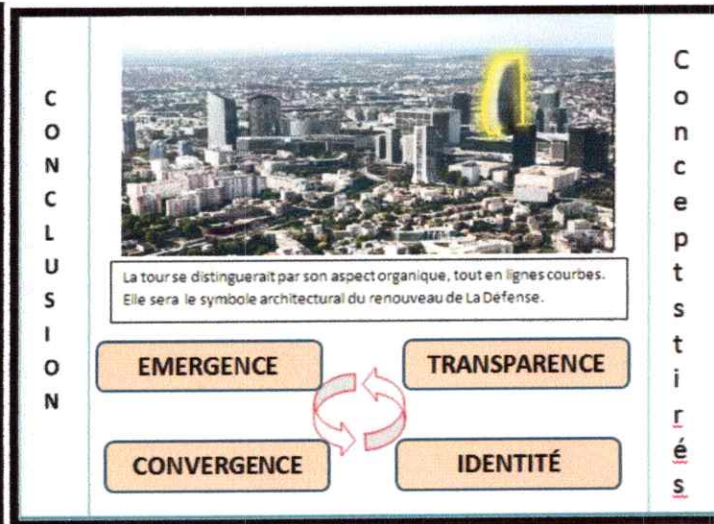 CONCLUSION
La tour se distinguerait par son aspect organique, tout en lignes courbes.
Elle sera le symbole architectural du renouveau de La Défense.
EMERGENCE
TRANSPARENCE
CONVERGENCE
IDENTITÉ
Concepts tirés